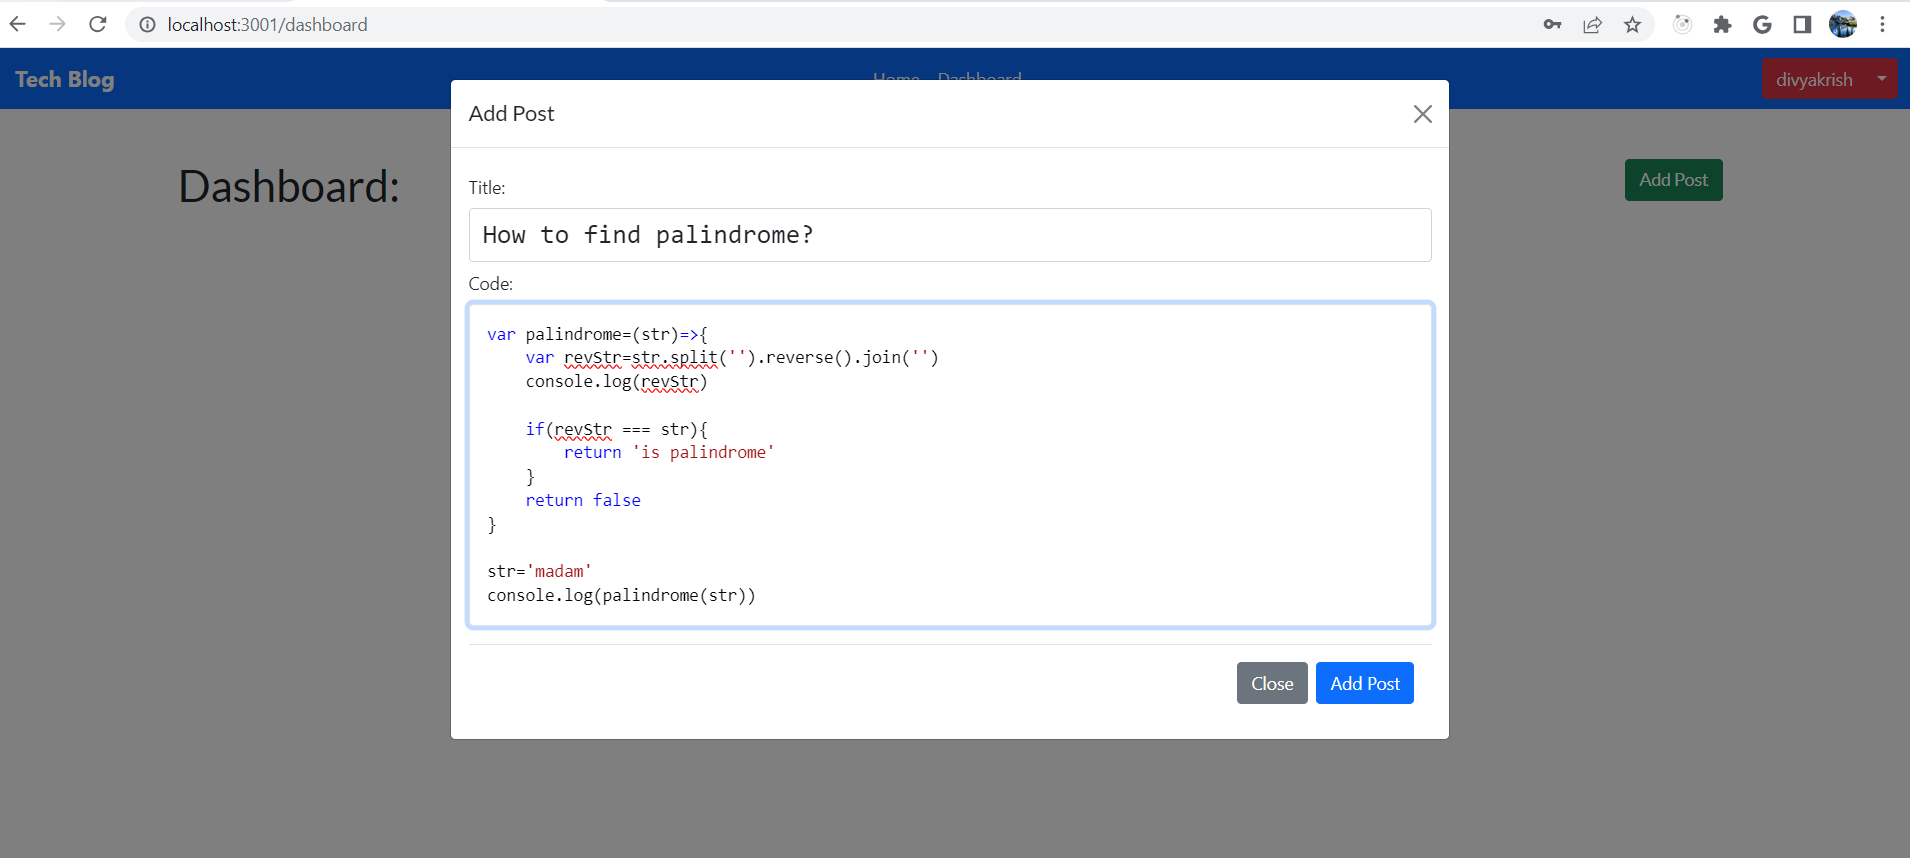 localhost:3001/dashboard
Tech Blog
Home Dashboard
divyakrish
Dashboard:
Add Post
Add Post
Title:
How to find palindrome?
Code:
var palindrome=(str)=>{
    var revStr=str.split('').reverse().join('')
    console.log(revStr)
    if(revStr === str){
        return 'is palindrome'
    }
    return false
}
str='madam'
console.log(palindrome(str))
Close Add Post